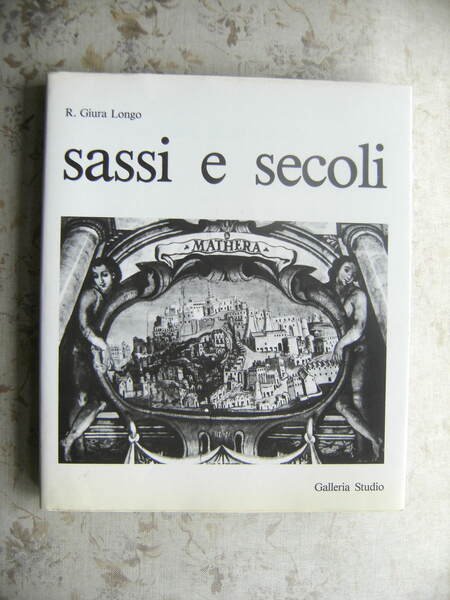 R. Giura Longo
sassi e secoli
MATHERA
Galleria Studio